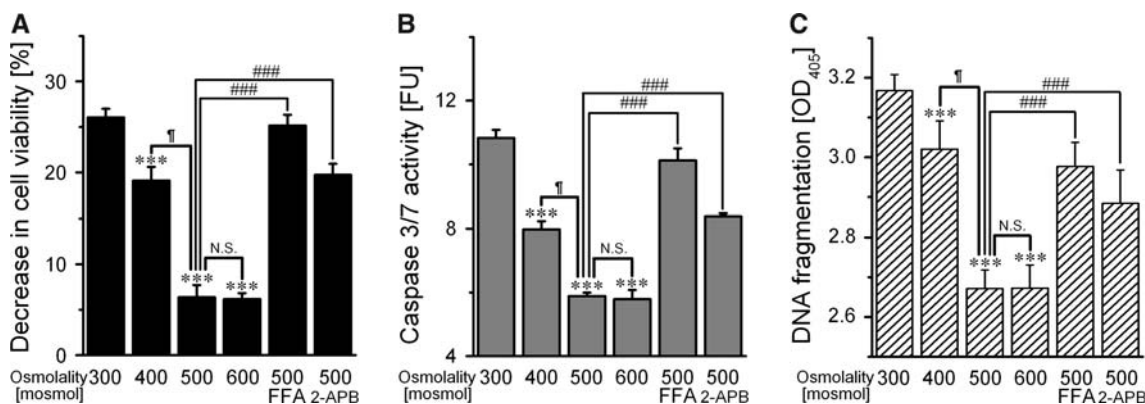 A
Decrease in cell viability [%]
30
20
10
0
***
¶
***
N.S.
***
###
###
Osmolality
[mosmol]
300 400 500 600 500 500
FFA 2-APB
B
Caspase 3/7 activity [FU]
12
8
4
***
¶
***
N.S.
***
###
###
Osmolality
[mosmol]
300 400 500 600 500 500
FFA 2-APB
C
DNA fragmentation [OD405]
3.2
3.0
2.8
2.6
***
¶
***
N.S.
***
###
###
Osmolality
[mosmol]
300 400 500 600 500 500
FFA 2-APB